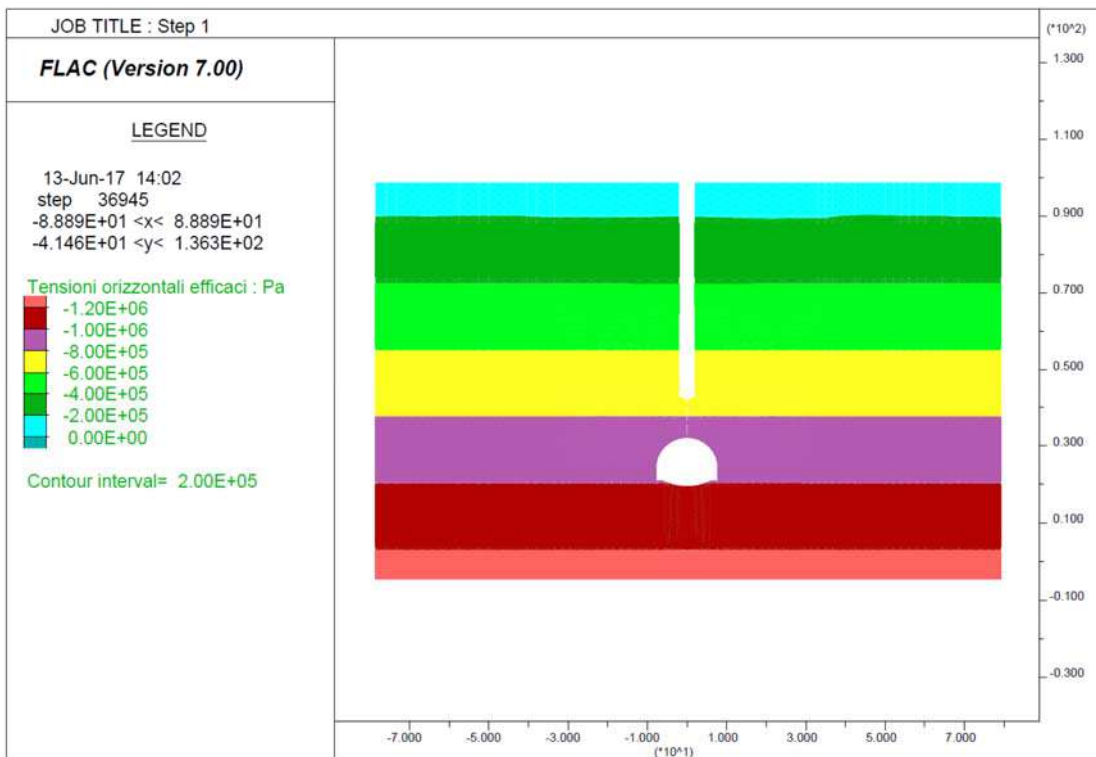 JOB TITLE : Step 1
FLAC (Version 7.00)
LEGEND
13-Jun-17 14:02
step 36945
-8.889E+01 <x< 8.889E+01
-4.146E+01 <y< 1.363E+02
Tensioni orizzontali efficaci : Pa
-1.20E+06
-1.00E+06
-8.00E+05
-6.00E+05
-4.00E+05
-2.00E+05
0.00E+00
Contour interval= 2.00E+05
(*10^2)
1.300
1.100
0.900
0.700
0.500
0.300
0.100
-0.100
-0.300
-7.000 -5.000 -3.000 -1.000 1.000 3.000 5.000 7.000
(*10^1)